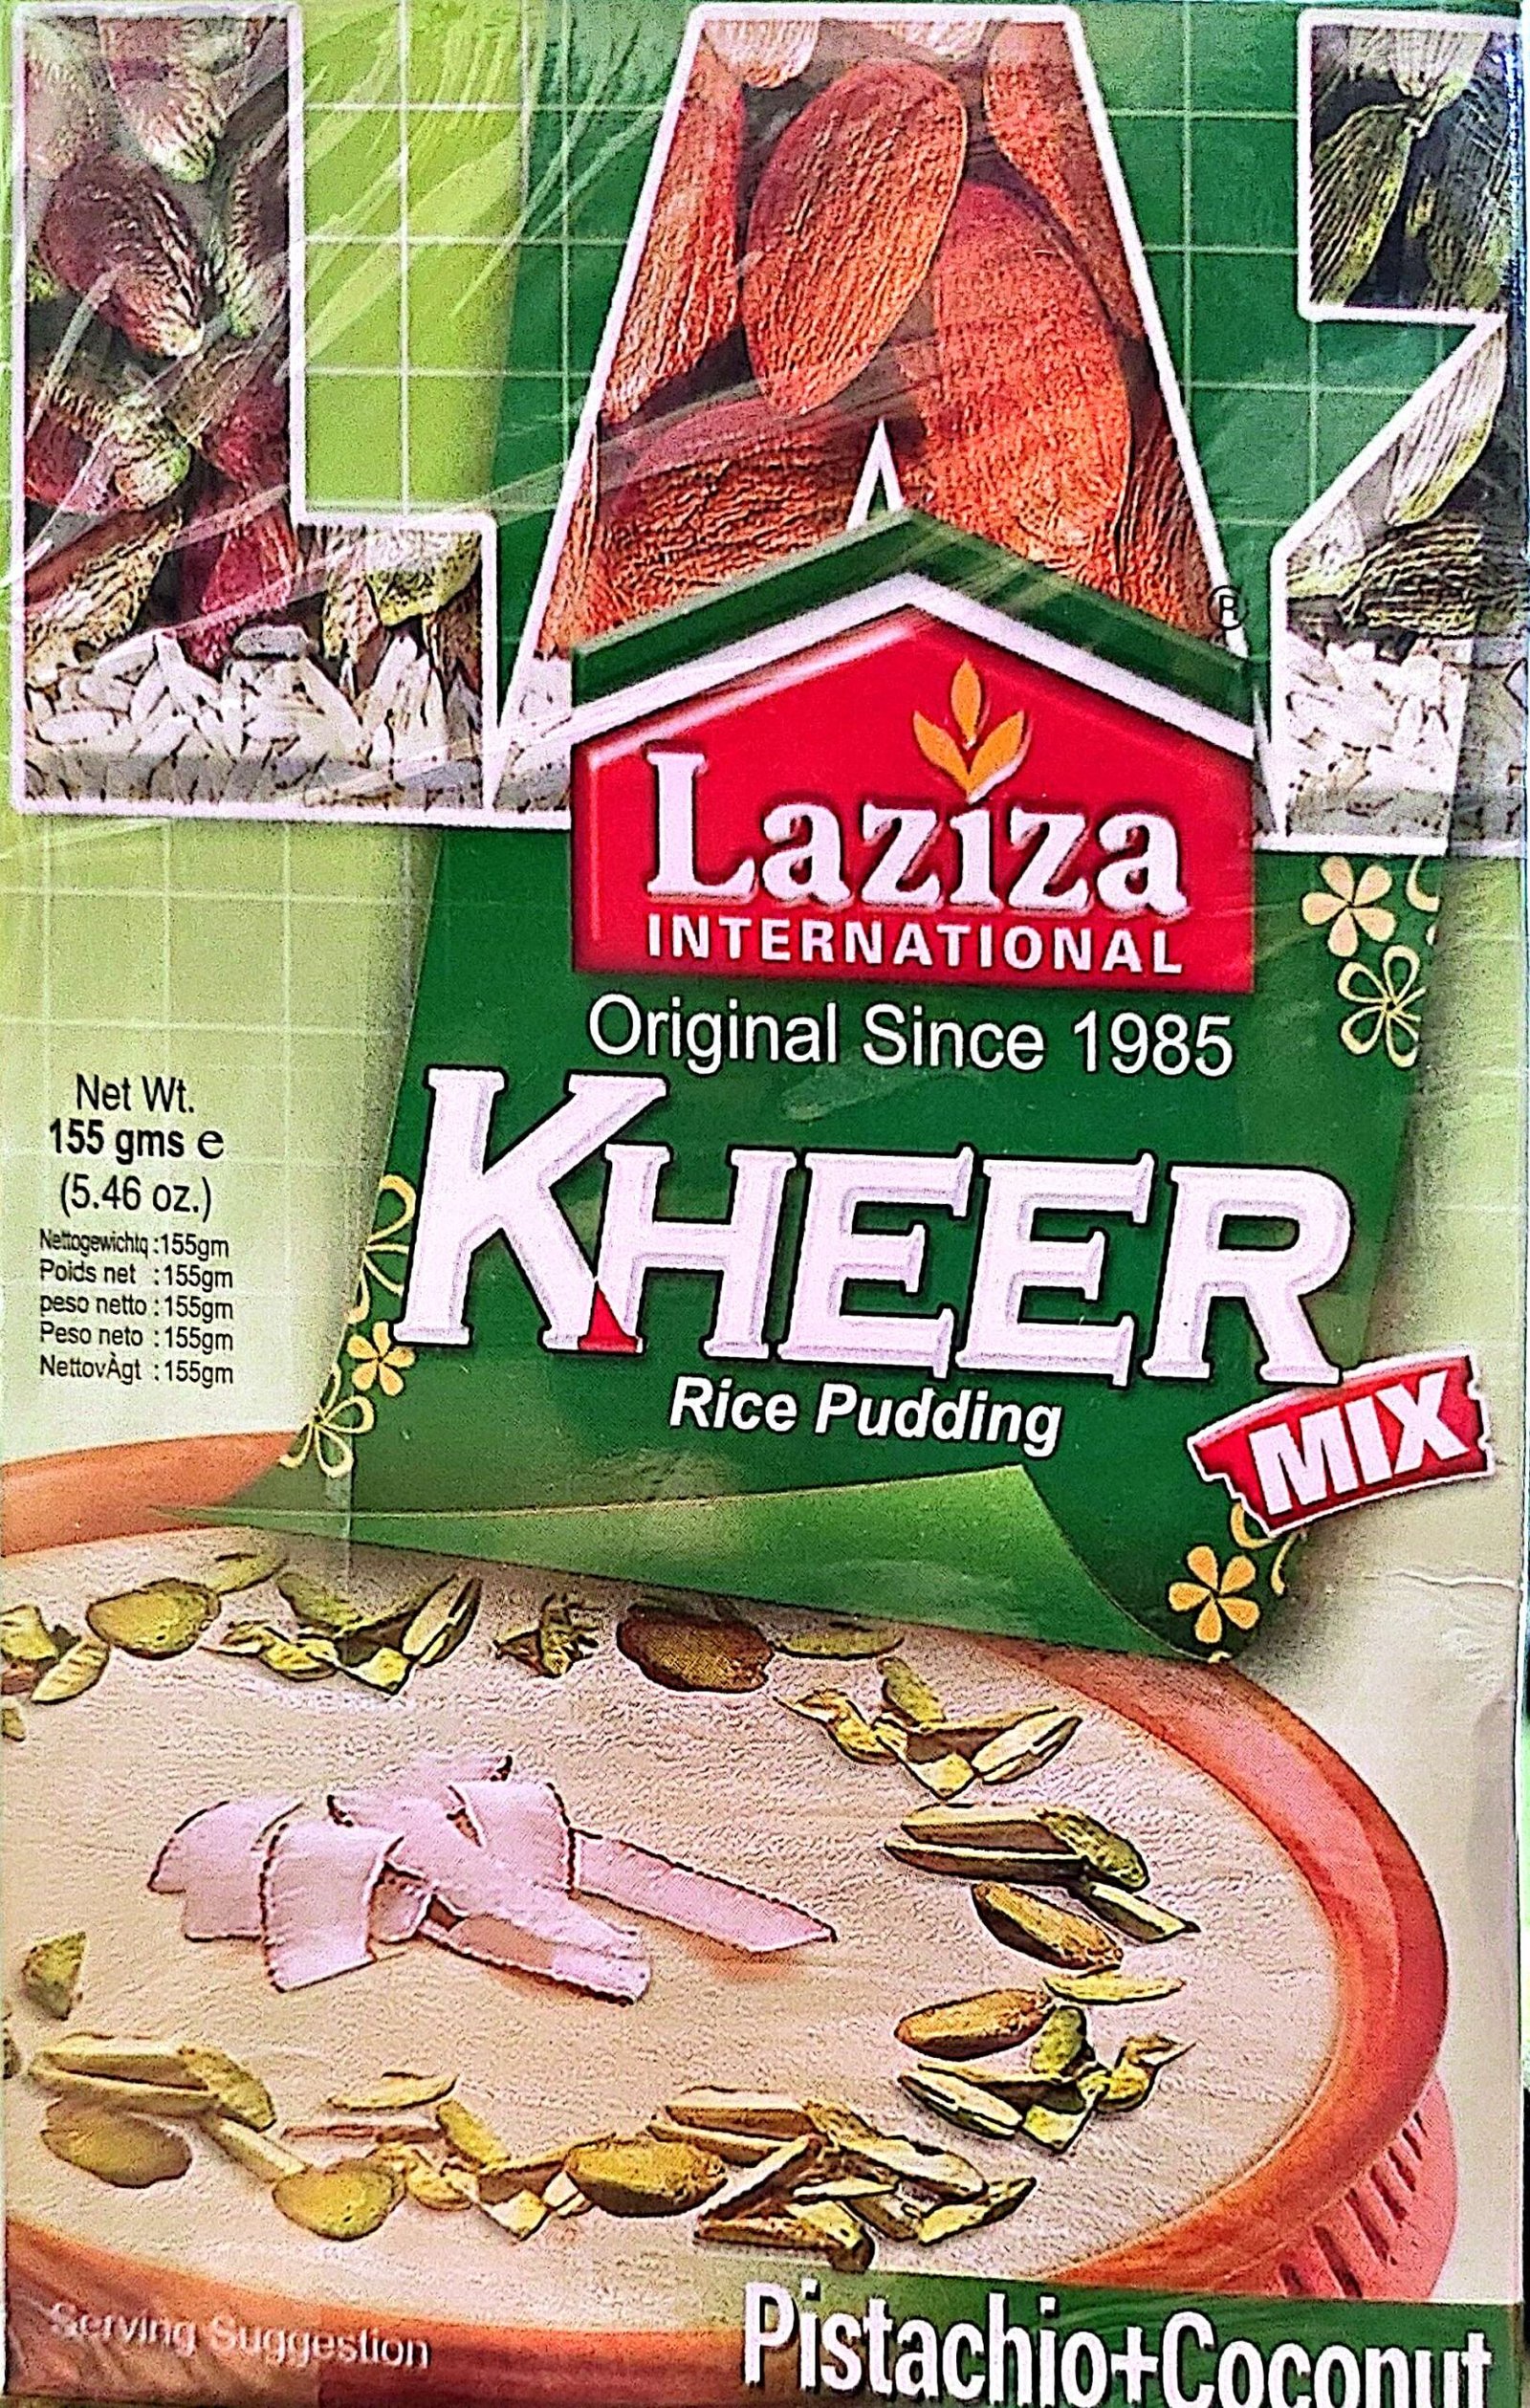 LAZ
®
Laziza
INTERNATIONAL
Original Since 1985
KHEER
Rice Pudding
MIX
Net Wt.
155 gms e
(5.46 oz.)
Nettogewichtq :155gm
Poids net :155gm
peso netto :155gm
Peso neto :155gm
NettovÀgt :155gm
Serving Suggestion
Pistachio+Coconut